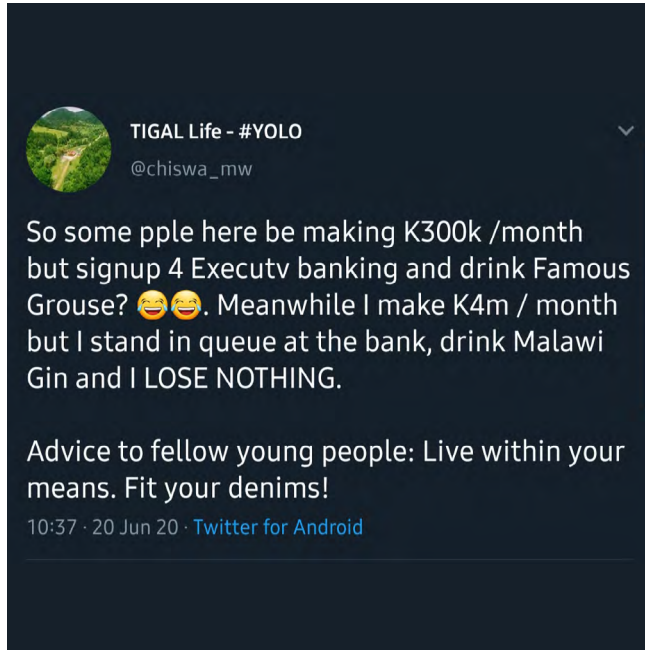 TIGAL Life - #YOLO
@chiswa_mw
So some pple here be making K300k /month
but signup 4 Executv banking and drink Famous
Grouse? 😂😂. Meanwhile I make K4m / month
but I stand in queue at the bank, drink Malawi
Gin and I LOSE NOTHING.
Advice to fellow young people: Live within your
means. Fit your denims!
10:37 · 20 Jun 20 · Twitter for Android